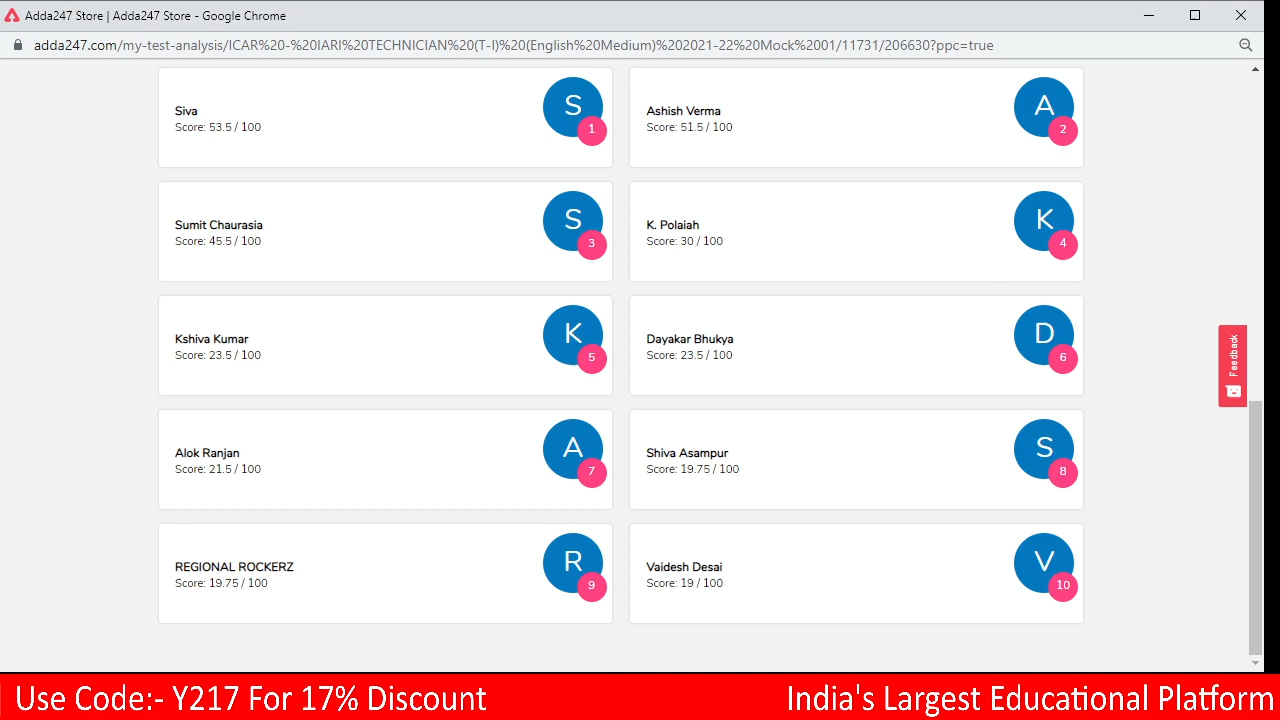 Adda247 Store | Adda247 Store - Google Chrome
adda247.com/my-test-analysis/ICAR%20-%20IARI%20TECHNICIAN%20(T-I)%20(English%20Medium)%202021-22%20Mock%2001/11731/206630?ppc=true
Siva
Score: 53.5 / 100
S
1
Ashish Verma
Score: 51.5 / 100
A
2
Sumit Chaurasia
Score: 45.5 / 100
S
3
K. Polaiah
Score: 30 / 100
K
4
Kshiva Kumar
Score: 23.5 / 100
K
5
Dayakar Bhukya
Score: 23.5 / 100
D
6
Alok Ranjan
Score: 21.5 / 100
A
7
Shiva Asampur
Score: 19.75 / 100
S
8
REGIONAL ROCKERZ
Score: 19.75 / 100
R
9
Vaidesh Desai
Score: 19 / 100
V
10
Feedback
Use Code:- Y217 For 17% Discount
India's Largest Educational Platform